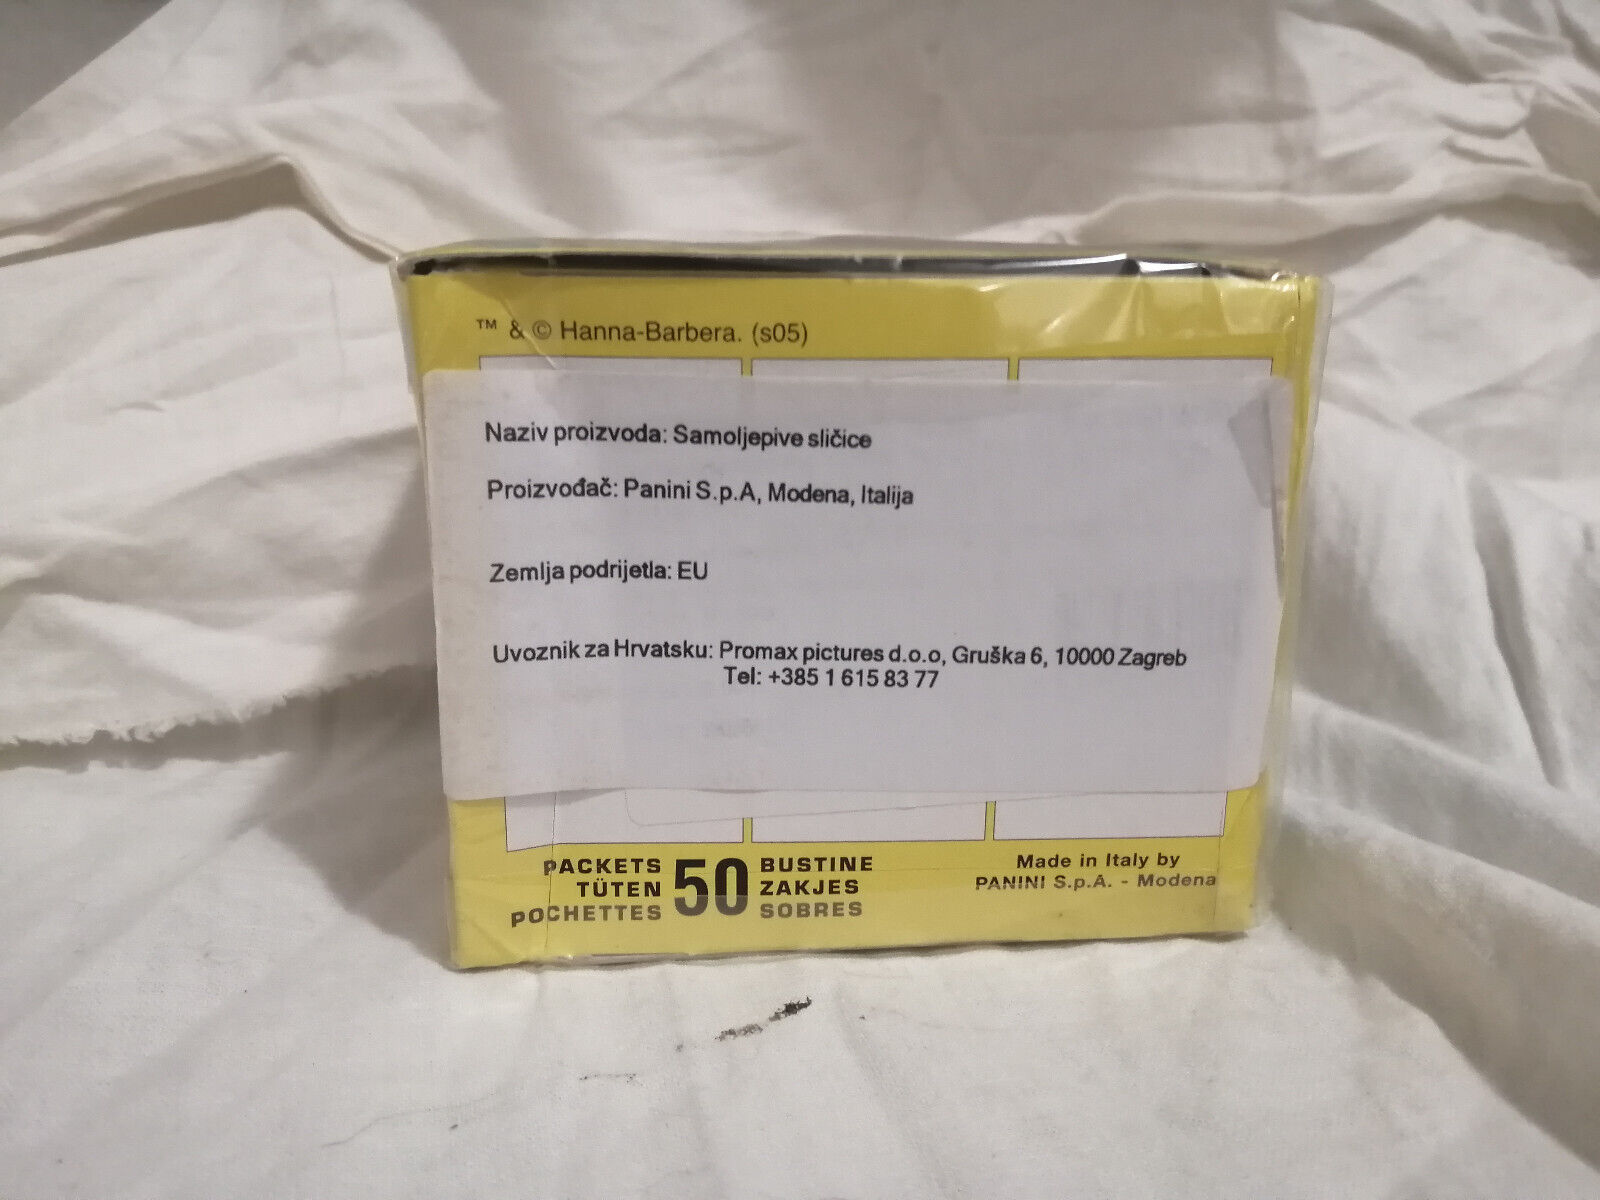 ™ & © Hanna-Barbera. (s05)
Naziv proizvoda: Samoljepive sličice
Proizvođač: Panini S.p.A, Modena, Italija
Zemlja podrijetla: EU
Uvoznik za Hrvatsku: Promax pictures d.o.o, Gruška 6, 10000 Zagreb
Tel: +385 1 615 83 77
PACKETS
TÜTEN
POCHETTES
50
BUSTINE
ZAKJES
SOBRES
Made in Italy by
PANINI S.p.A. - Modena